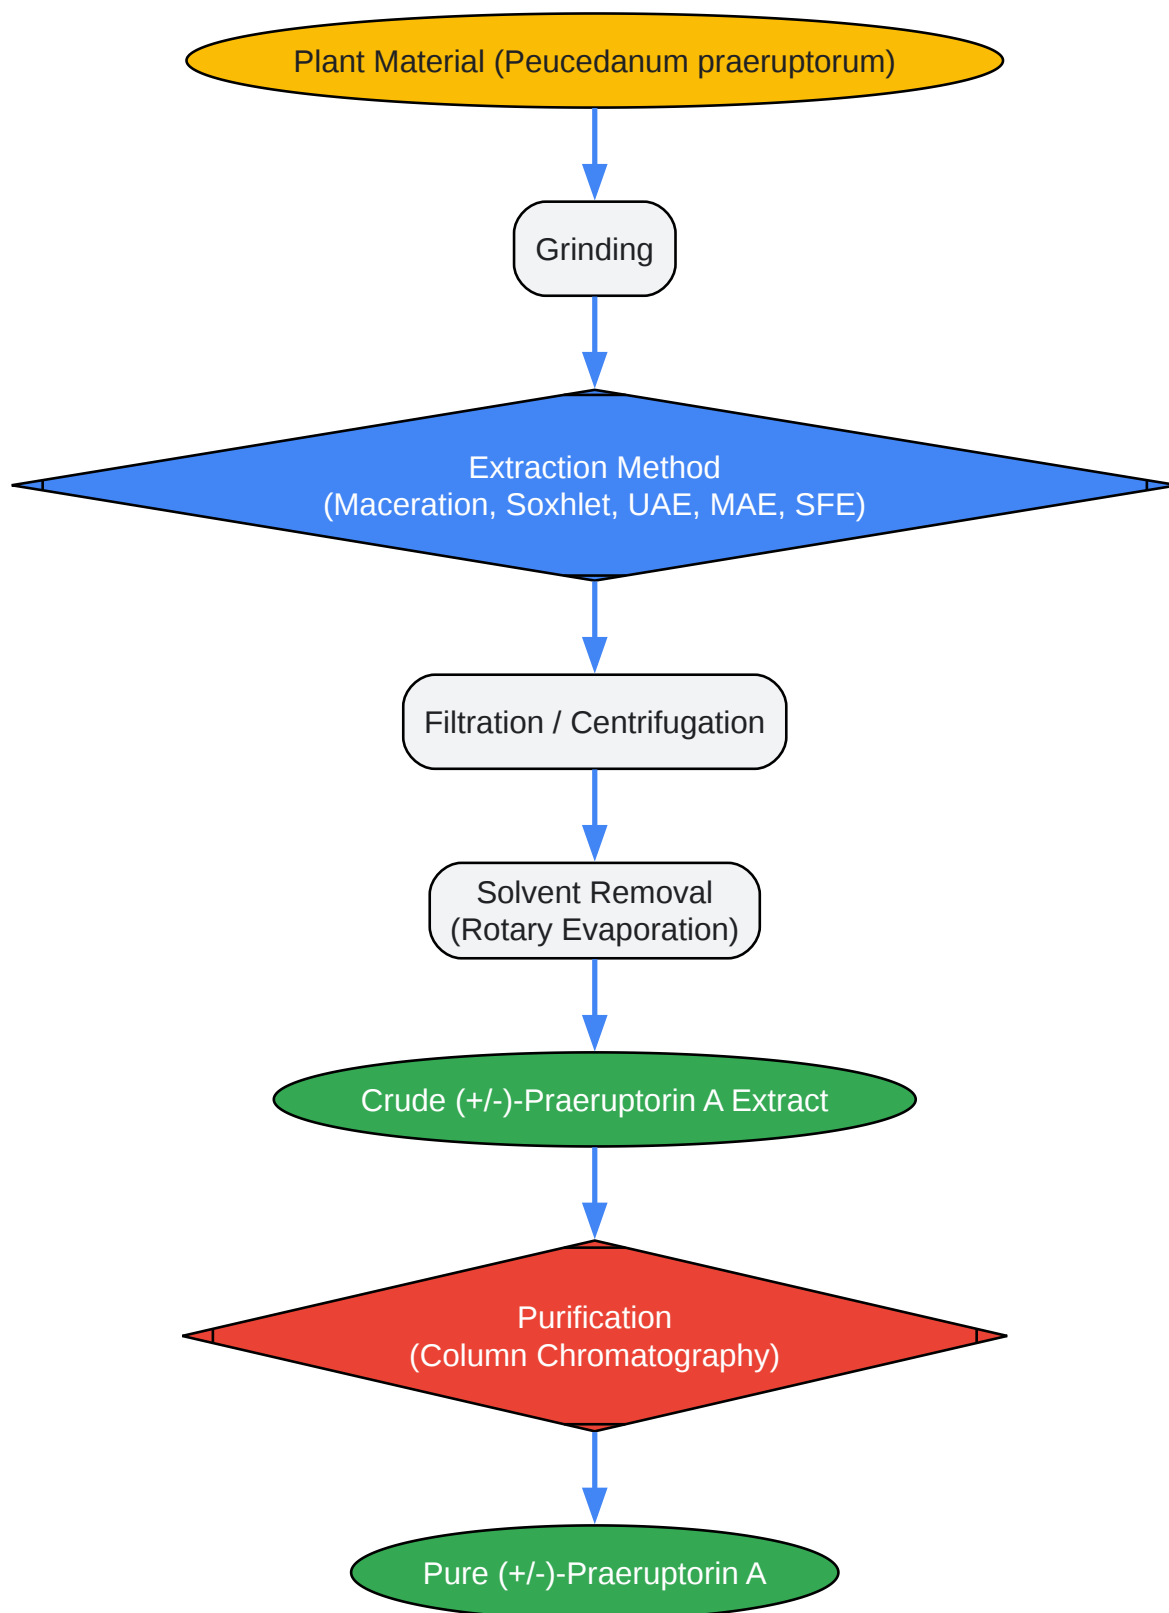 Plant Material (Peucedanum praeruptorum)
Grinding
Extraction Method
(Maceration, Soxhlet, UAE, MAE, SFE)
Filtration / Centrifugation
Solvent Removal
(Rotary Evaporation)
Crude (+/-)-Praeruptorin A Extract
Purification
(Column Chromatography)
Pure (+/-)-Praeruptorin A